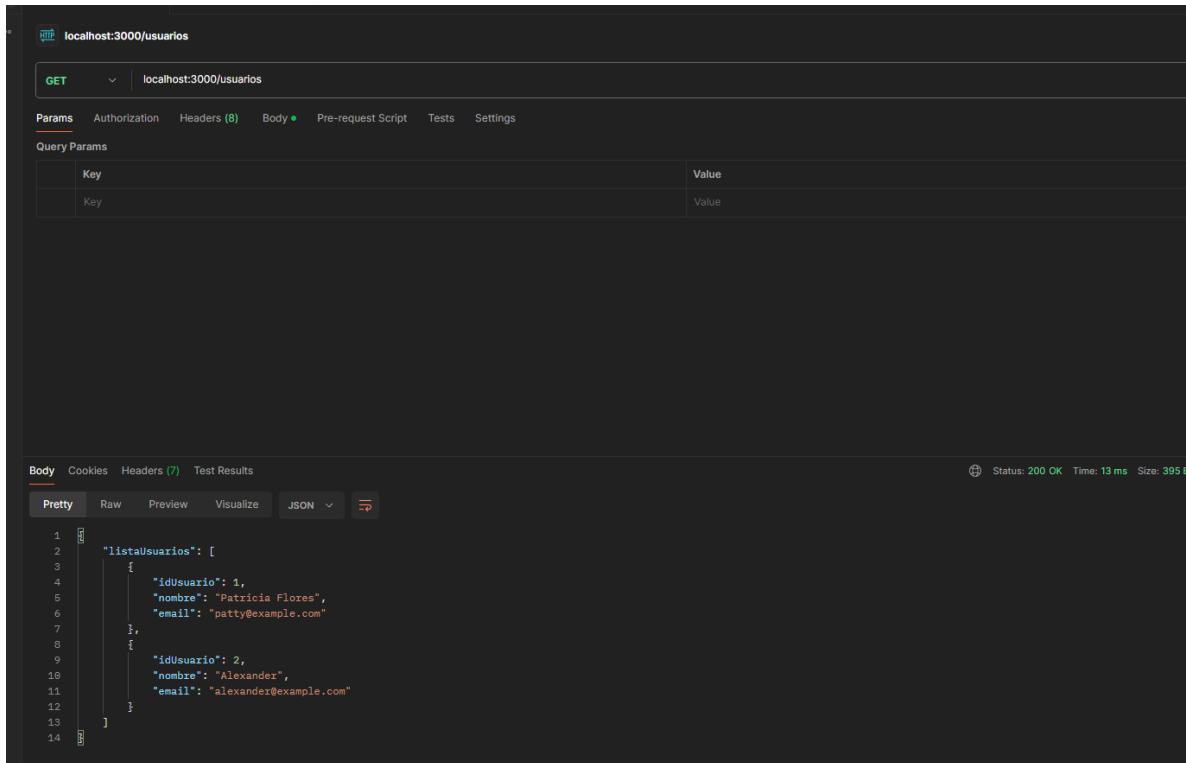 HTTP localhost:3000/usuarios
GET localhost:3000/usuarios
Params Authorization Headers (8) Body Pre-request Script Tests Settings
Query Params
Key Value
Key Value
Body Cookies Headers (7) Test Results Status: 200 OK Time: 13 ms Size: 395
Pretty Raw Preview Visualize JSON
1 {
2 "listaUsuarios": [
3 {
4 "idUsuario": 1,
5 "nombre": "Patricia Flores",
6 "email": "patty@example.com"
7 },
8 {
9 "idUsuario": 2,
10 "nombre": "Alexander",
11 "email": "alexander@example.com"
12 }
13 ]
14 }